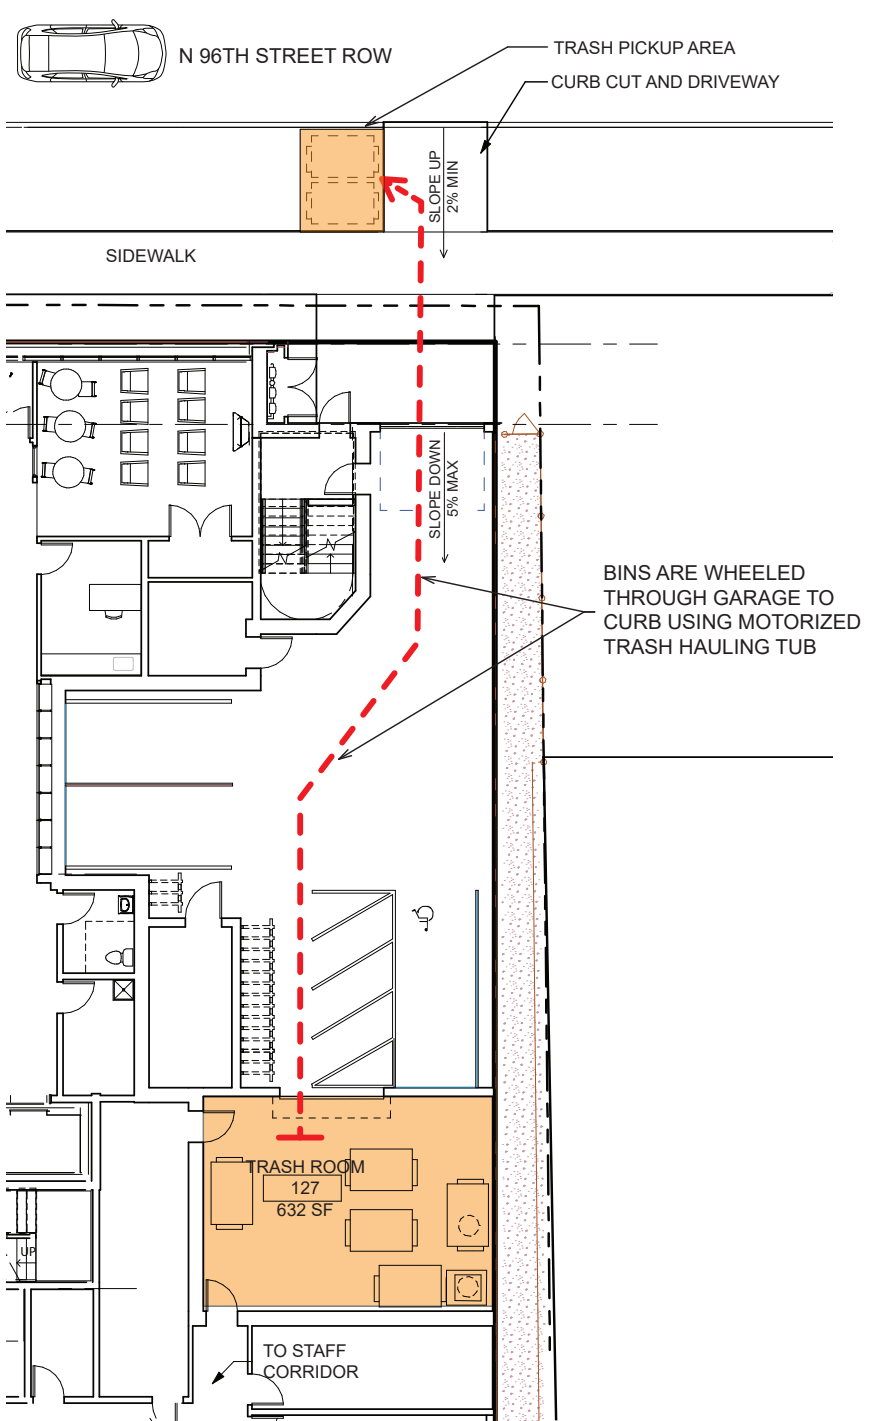 N 96TH STREET ROW
TRASH PICKUP AREA
CURB CUT AND DRIVEWAY
SLOPE UP
2% MIN
SIDEWALK
SLOPE DOWN
5% MAX
BINS ARE WHEELED
THROUGH GARAGE TO
CURB USING MOTORIZED
TRASH HAULING TUB
TRASH ROOM
127
632 SF
UP
TO STAFF
CORRIDOR